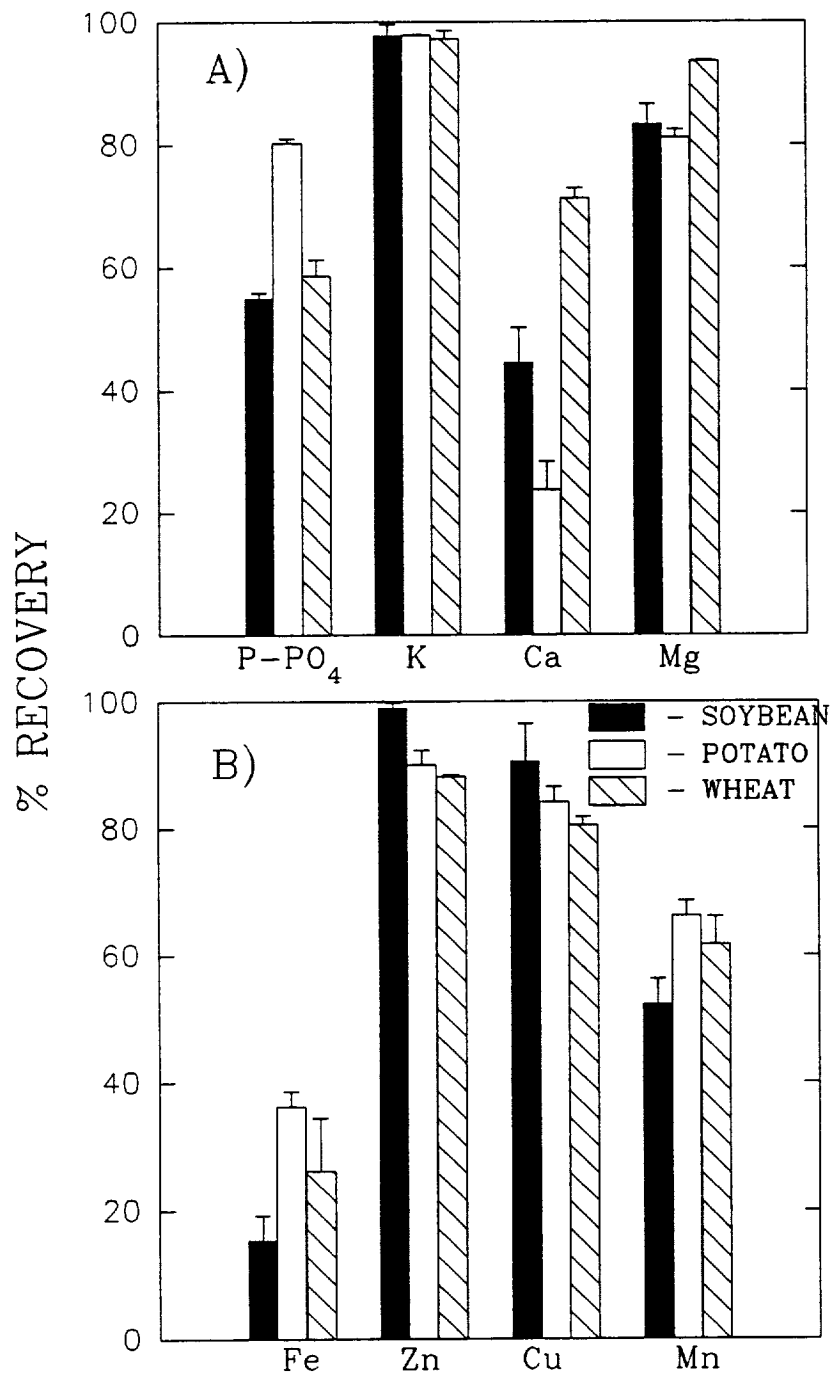 % RECOVERY
A)
100
80
60
40
20
0
P-PO4 K Ca Mg
B)
100
80
60
40
20
0
- SOYBEAN
- POTATO
- WHEAT
Fe Zn Cu Mn